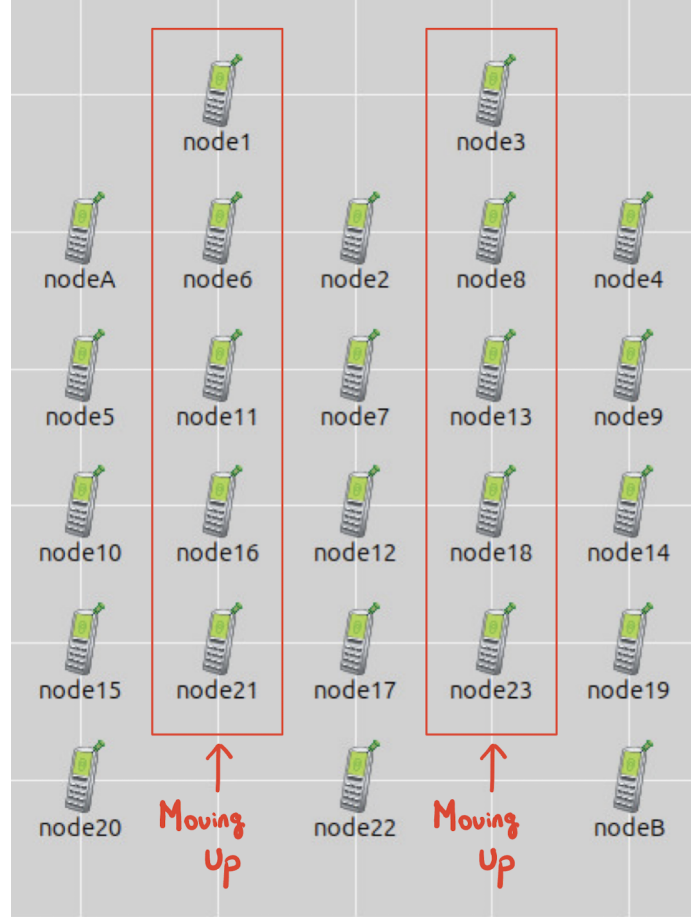 node1 node3
nodeA node6 node2 node8 node4
node5 node11 node7 node13 node9
node10 node16 node12 node18 node14
node15 node21 node17 node23 node19
node20 node22 nodeB
Moving Moving
Up Up